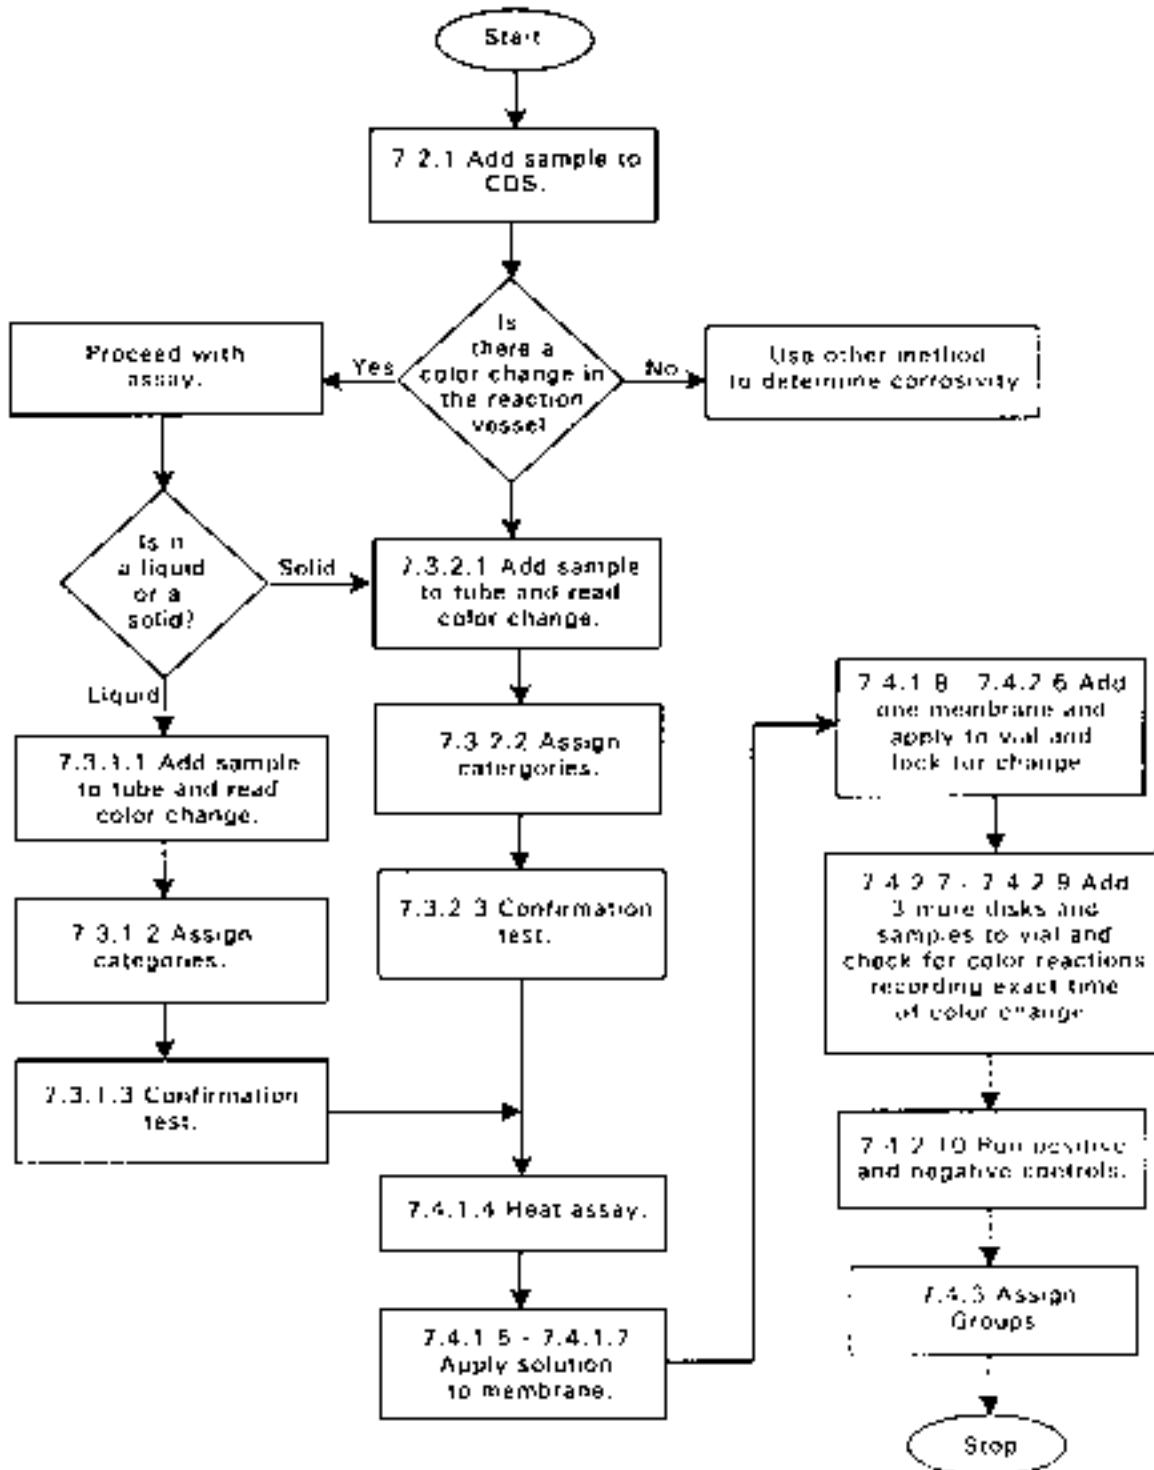 Start
7.2.1 Add sample to
CDS.
Is
there a
color change in
the reaction
vessel?
Yes
No
Proceed with
assay.
Use other method
to determine corrosivity
Is it
a liquid
or a
solid?
Solid
Liquid
7.3.2.1 Add sample
to tube and read
color change.
7.3.1.1 Add sample
to tube and read
color change.
7.3.2.2 Assign
catergories.
7.3.1.2 Assign
categories.
7.3.2.3 Confirmation
test.
7.3.1.3 Confirmation
test.
7.4.1.4 Heat assay.
7.4.1.5 - 7.4.1.7
Apply solution
to membrane.
7.4.1.8 - 7.4.2.6 Add
one membrane and
apply to vial and
look for change
7.4.2.7 - 7.4.2.9 Add
3 more disks and
samples to vial and
check for color reactions
recording exact time
of color change
7.4.2.10 Run positive
and negative controls.
7.4.3 Assign
Groups
Stop